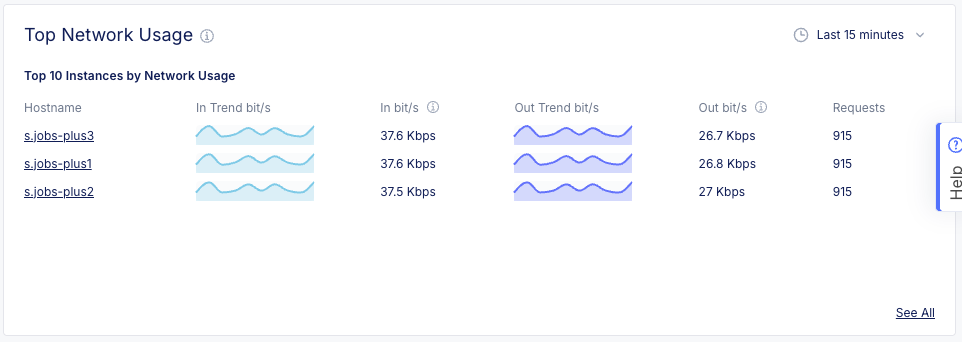 Top Network Usage
Last 15 minutes
Top 10 Instances by Network Usage
Hostname In Trend bit/s In bit/s Out Trend bit/s Out bit/s Requests
s.jobs-plus3 37.6 Kbps 26.7 Kbps 915
s.jobs-plus1 37.6 Kbps 26.8 Kbps 915
s.jobs-plus2 37.5 Kbps 27 Kbps 915
Help
See All